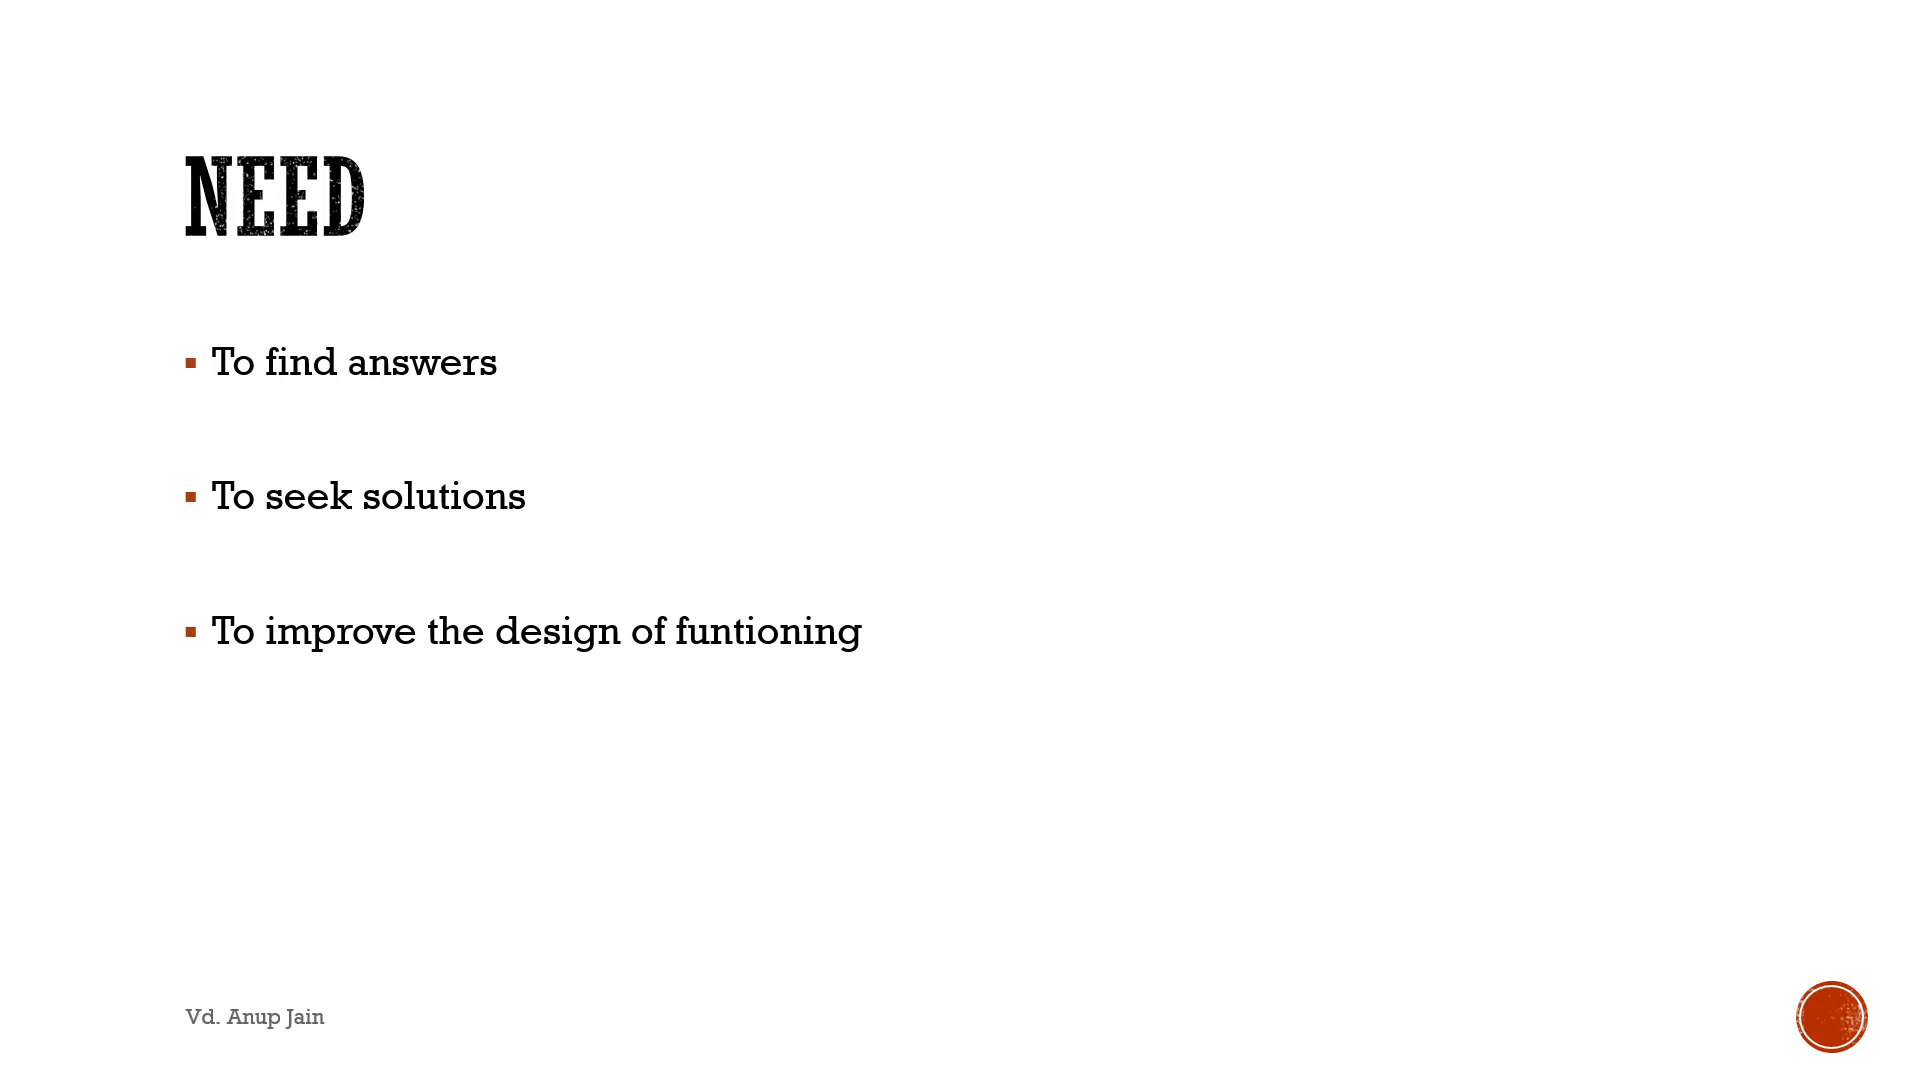 NEED
▪ To find answers
▪ To seek solutions
▪ To improve the design of funtioning
Vd. Anup Jain